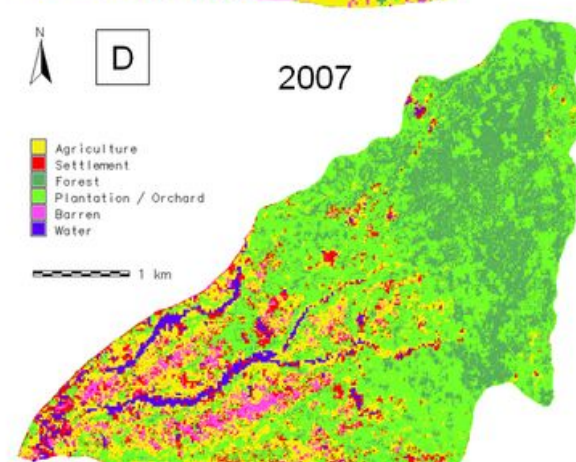 N
D
2007
Agriculture
Settlement
Forest
Plantation / Orchard
Barren
Water
1 km